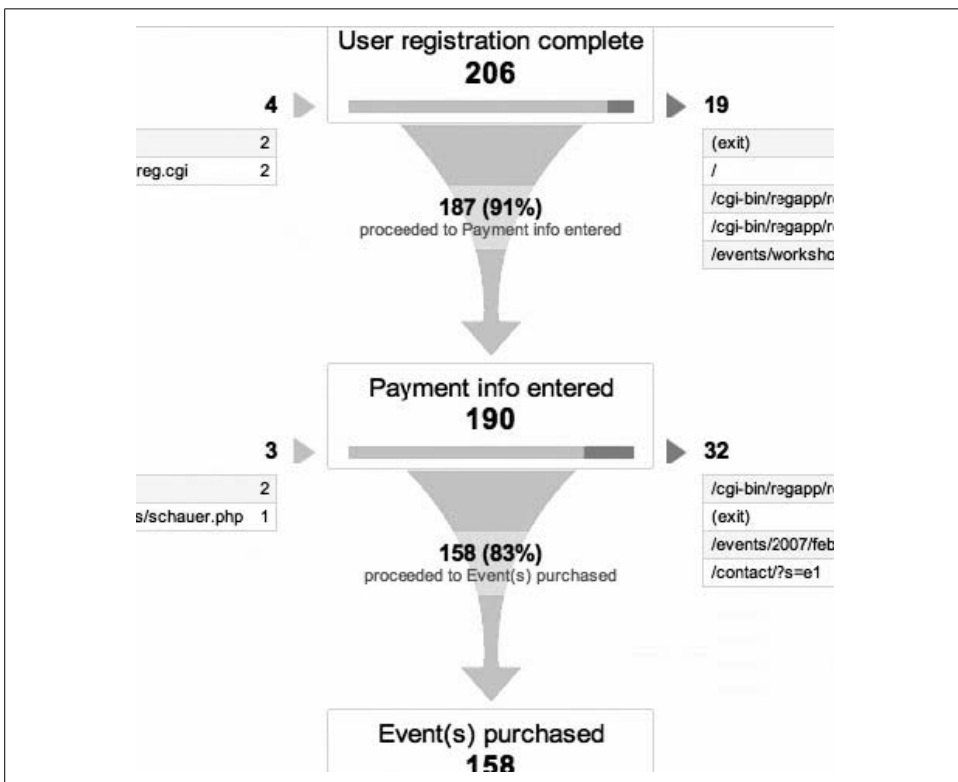 User registration complete
206
4
19
2
reg.cgi 2
(exit)
/
/cgi-bin/regapp/r
/cgi-bin/regapp/r
/events/worksho
187 (91%)
proceeded to Payment info entered
Payment info entered
190
3
32
2
s/schauer.php 1
/cgi-bin/regapp/r
(exit)
/events/2007/feb
/contact/?s=e1
158 (83%)
proceeded to Event(s) purchased
Event(s) purchased
158